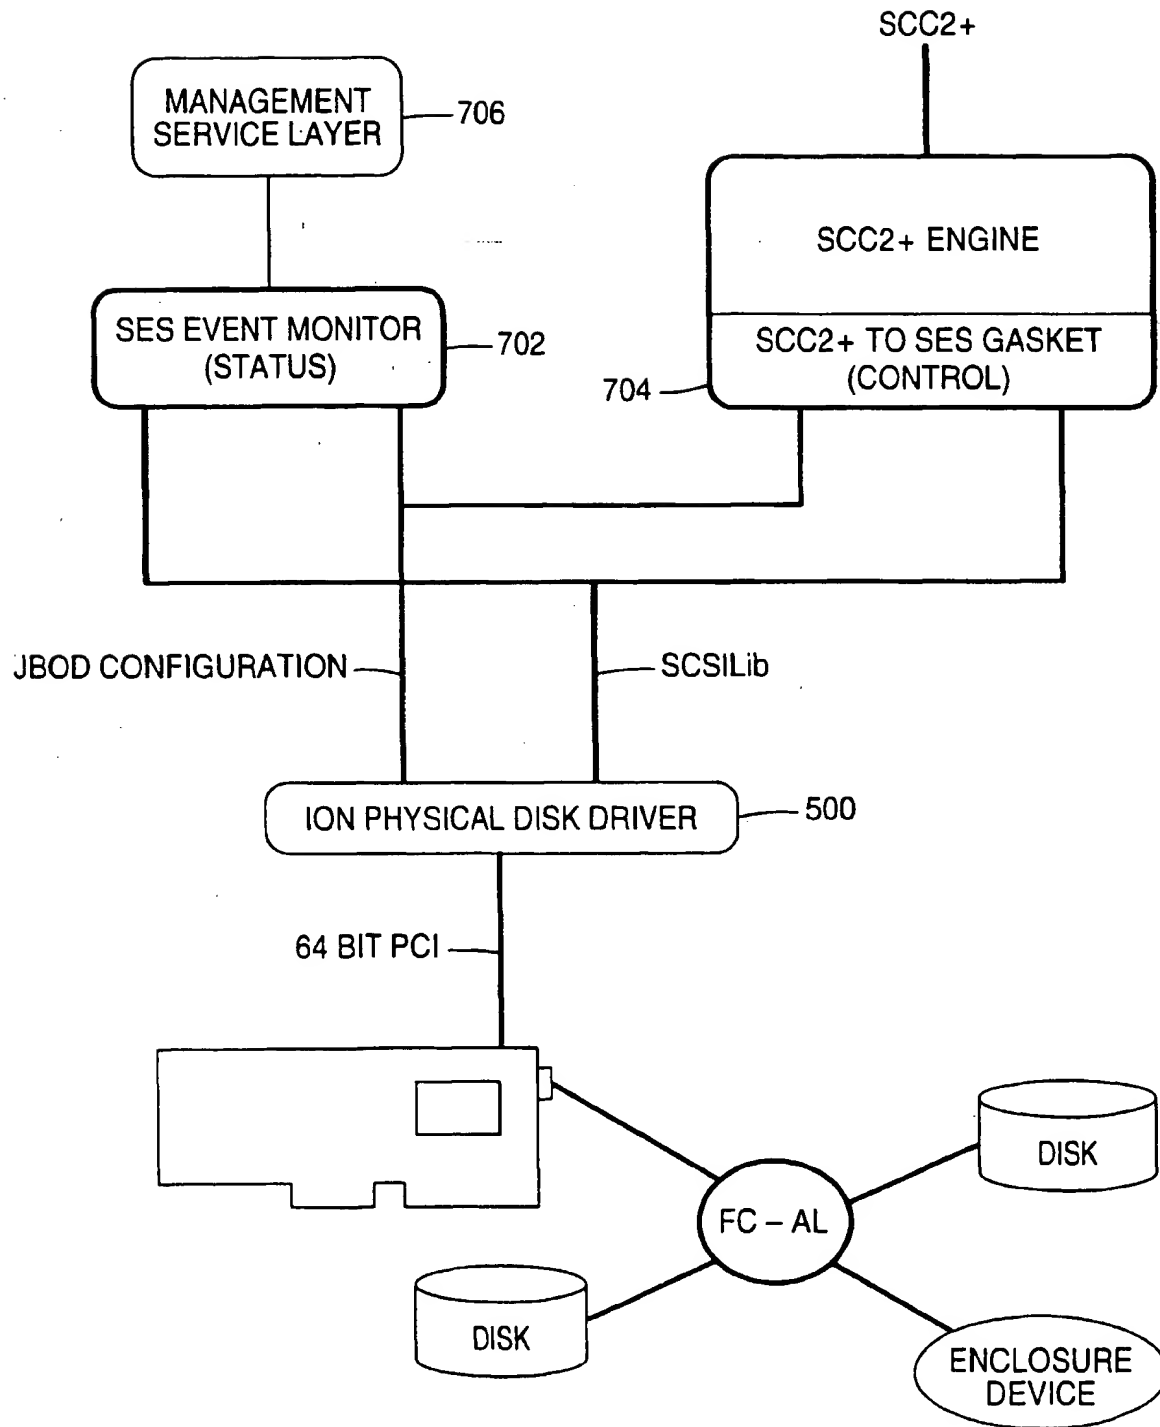 SCC2+
MANAGEMENT
SERVICE LAYER
706
SCC2+ ENGINE
SES EVENT MONITOR
(STATUS)
702
SCC2+ TO SES GASKET
(CONTROL)
704
JBOD CONFIGURATION
SCSILib
ION PHYSICAL DISK DRIVER
500
64 BIT PCI
DISK
FC – AL
DISK
ENCLOSURE
DEVICE